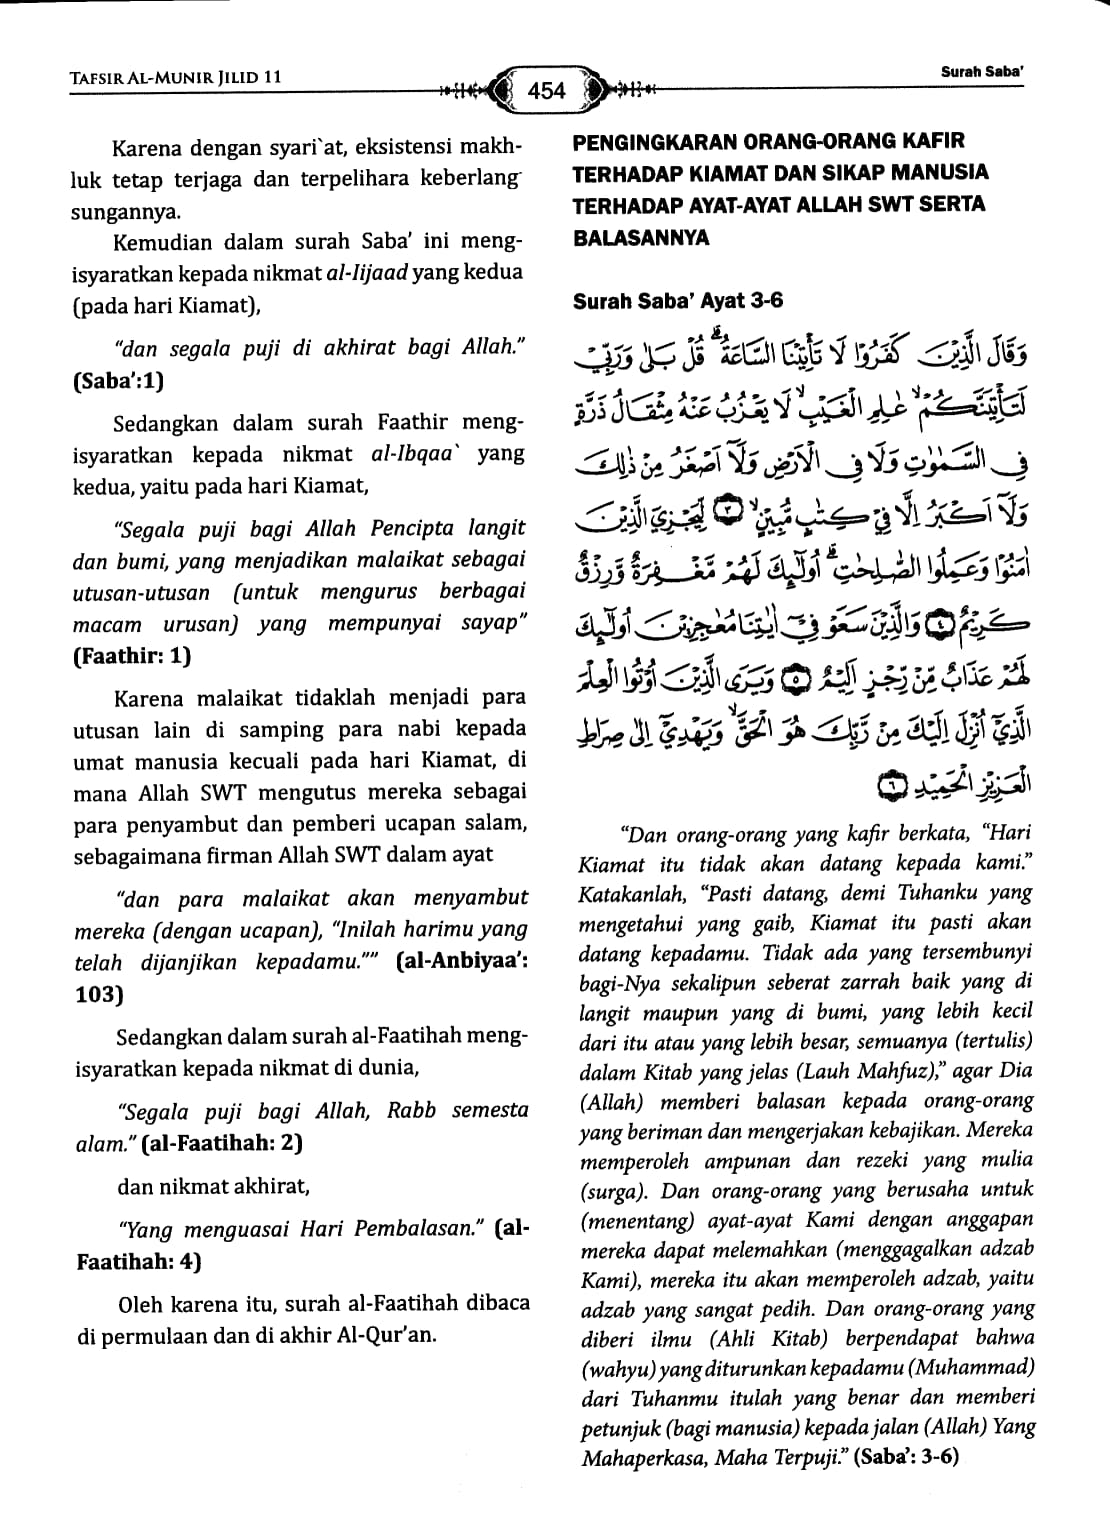 TAFSIR AL-MUNIR JILID 11
454
Surah Saba'
Karena dengan syari`at, eksistensi makh-
luk tetap terjaga dan terpelihara keberlang-
sungannya.
Kemudian dalam surah Saba' ini meng-
isyaratkan kepada nikmat al-Iijaad yang kedua
(pada hari Kiamat),
“dan segala puji di akhirat bagi Allah.”
(Saba':1)
Sedangkan dalam surah Faathir meng-
isyaratkan kepada nikmat al-Ibqaa` yang
kedua, yaitu pada hari Kiamat,
“Segala puji bagi Allah Pencipta langit
dan bumi, yang menjadikan malaikat sebagai
utusan-utusan (untuk mengurus berbagai
macam urusan) yang mempunyai sayap”
(Faathir: 1)
Karena malaikat tidaklah menjadi para
utusan lain di samping para nabi kepada
umat manusia kecuali pada hari Kiamat, di
mana Allah SWT mengutus mereka sebagai
para penyambut dan pemberi ucapan salam,
sebagaimana firman Allah SWT dalam ayat
“dan para malaikat akan menyambut
mereka (dengan ucapan), “Inilah harimu yang
telah dijanjikan kepadamu.”” (al-Anbiyaa':
103)
Sedangkan dalam surah al-Faatihah meng-
isyaratkan kepada nikmat di dunia,
“Segala puji bagi Allah, Rabb semesta
alam.” (al-Faatihah: 2)
dan nikmat akhirat,
“Yang menguasai Hari Pembalasan.” (al-
Faatihah: 4)
Oleh karena itu, surah al-Faatihah dibaca
di permulaan dan di akhir Al-Qur'an.
PENGINGKARAN ORANG-ORANG KAFIR
TERHADAP KIAMAT DAN SIKAP MANUSIA
TERHADAP AYAT-AYAT ALLAH SWT SERTA
BALASANNYA
Surah Saba' Ayat 3-6
وَقَالَ الَّذِيْنَ كَفَرُوْا لَا تَأْتِيْنَا السَّاعَةُ ۗ قُلْ بَلٰى وَرَبِّيْ
لَتَأْتِيَنَّكُمْ ۙ عٰلِمِ الْغَيْبِ ۙ لَا يَعْزُبُ عَنْهُ مِثْقَالُ ذَرَّةٍ
فِى السَّمٰوٰتِ وَلَا فِى الْاَرْضِ وَلَآ اَصْغَرُ مِنْ ذٰلِكَ
وَلَآ اَكْبَرُ اِلَّا فِيْ كِتٰبٍ مُّبِيْنٍ ۙ ٣ لِّيَجْزِيَ الَّذِيْنَ
اٰمَنُوْا وَعَمِلُوا الصّٰلِحٰتِ ۗ اُولٰۤىِٕكَ لَهُمْ مَّغْفِرَةٌ وَّرِزْقٌ
كَرِيْمٌ ٤ وَالَّذِيْنَ سَعَوْ فِيْٓ اٰيٰتِنَا مُعٰجِزِيْنَ اُولٰۤىِٕكَ
لَهُمْ عَذَابٌ مِّنْ رِّجْزٍ اَلِيْمٌ ٥ وَيَرَى الَّذِيْنَ اُوْتُوا الْعِلْمَ
الَّذِيْٓ اُنْزِلَ اِلَيْكَ مِنْ رَّبِّكَ هُوَ الْحَقَّ ۙ وَيَهْدِيْٓ اِلٰى صِرَاطِ
الْعَزِيْزِ الْحَمِيْدِ ٦
“Dan orang-orang yang kafir berkata, “Hari
Kiamat itu tidak akan datang kepada kami.”
Katakanlah, “Pasti datang, demi Tuhanku yang
mengetahui yang gaib, Kiamat itu pasti akan
datang kepadamu. Tidak ada yang tersembunyi
bagi-Nya sekalipun seberat zarrah baik yang di
langit maupun yang di bumi, yang lebih kecil
dari itu atau yang lebih besar, semuanya (tertulis)
dalam Kitab yang jelas (Lauh Mahfuz),” agar Dia
(Allah) memberi balasan kepada orang-orang
yang beriman dan mengerjakan kebajikan. Mereka
memperoleh ampunan dan rezeki yang mulia
(surga). Dan orang-orang yang berusaha untuk
(menentang) ayat-ayat Kami dengan anggapan
mereka dapat melemahkan (menggagalkan adzab
Kami), mereka itu akan memperoleh adzab, yaitu
adzab yang sangat pedih. Dan orang-orang yang
diberi ilmu (Ahli Kitab) berpendapat bahwa
(wahyu) yang diturunkan kepadamu (Muhammad)
dari Tuhanmu itulah yang benar dan memberi
petunjuk (bagi manusia) kepada jalan (Allah) Yang
Mahaperkasa, Maha Terpuji.” (Saba': 3-6)